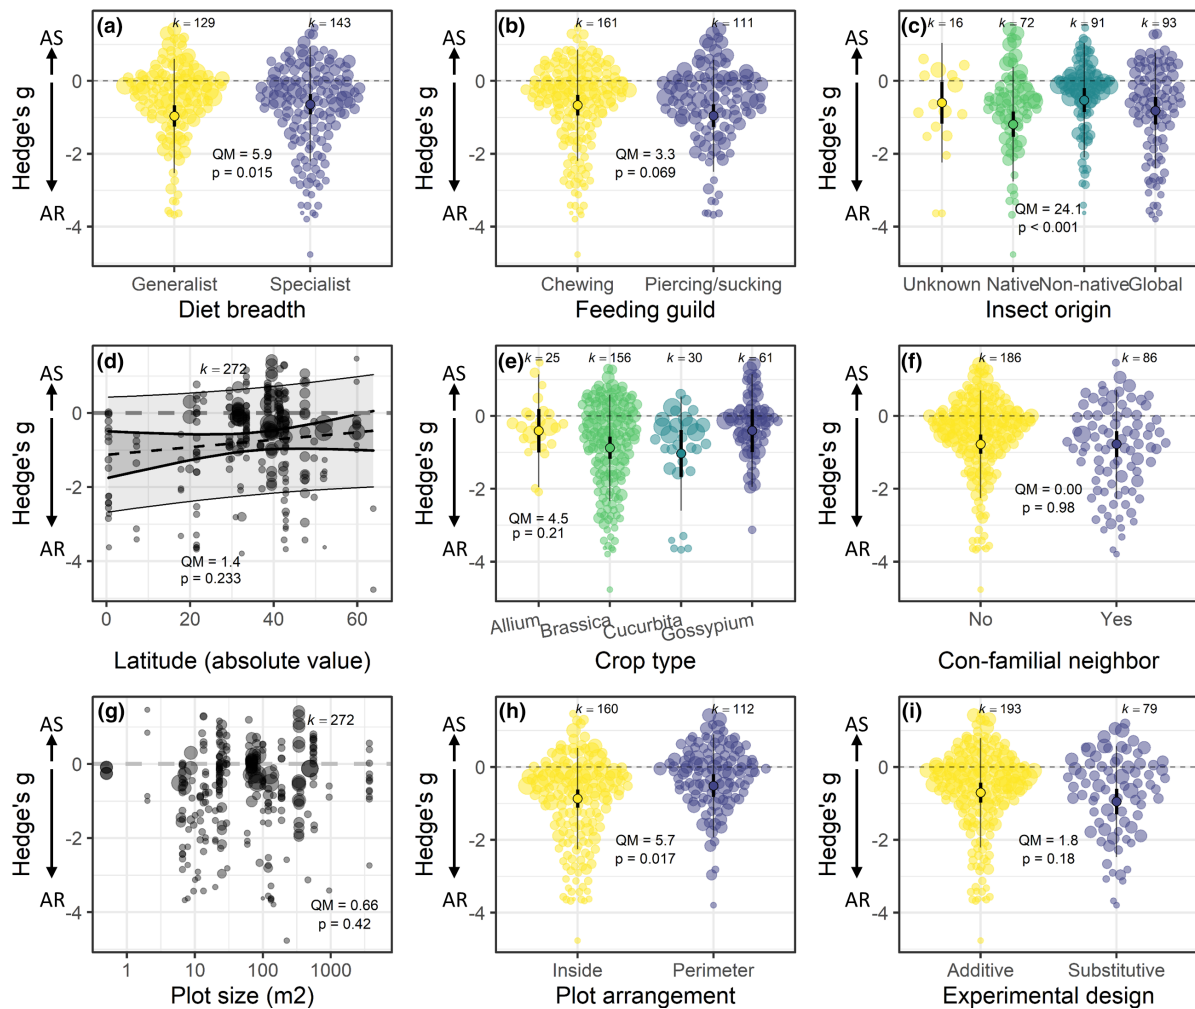 (a)
k = 129
k = 143
AS
0
-2
-4
Hedge's g
AR
QM = 5.9
p = 0.015
Generalist
Specialist
Diet breadth
(b)
k = 161
k = 111
AS
0
-2
-4
Hedge's g
AR
QM = 3.3
p = 0.069
Chewing
Piercing/sucking
Feeding guild
(c)
k = 16
k = 72
k = 91
k = 93
AS
0
-2
-4
Hedge's g
AR
QM = 24.1
p < 0.001
Unknown
Native
Non-native
Global
Insect origin
(d)
k = 272
AS
0
-2
-4
Hedge's g
AR
QM = 1.4
p = 0.233
0
20
40
60
Latitude (absolute value)
(e)
k = 25
k = 156
k = 30
k = 61
AS
0
-2
-4
Hedge's g
AR
QM = 4.5
p = 0.21
Allium
Brassica
Cucurbita
Gossypium
Crop type
(f)
k = 186
k = 86
AS
0
-2
-4
Hedge's g
AR
QM = 0.00
p = 0.98
No
Yes
Con-familial neighbor
(g)
k = 272
AS
0
-2
-4
Hedge's g
AR
QM = 0.66
p = 0.42
1
10
100
1000
Plot size (m2)
(h)
k = 160
k = 112
AS
0
-2
-4
Hedge's g
AR
QM = 5.7
p = 0.017
Inside
Perimeter
Plot arrangement
(i)
k = 193
k = 79
AS
0
-2
-4
Hedge's g
AR
QM = 1.8
p = 0.18
Additive
Substitutive
Experimental design